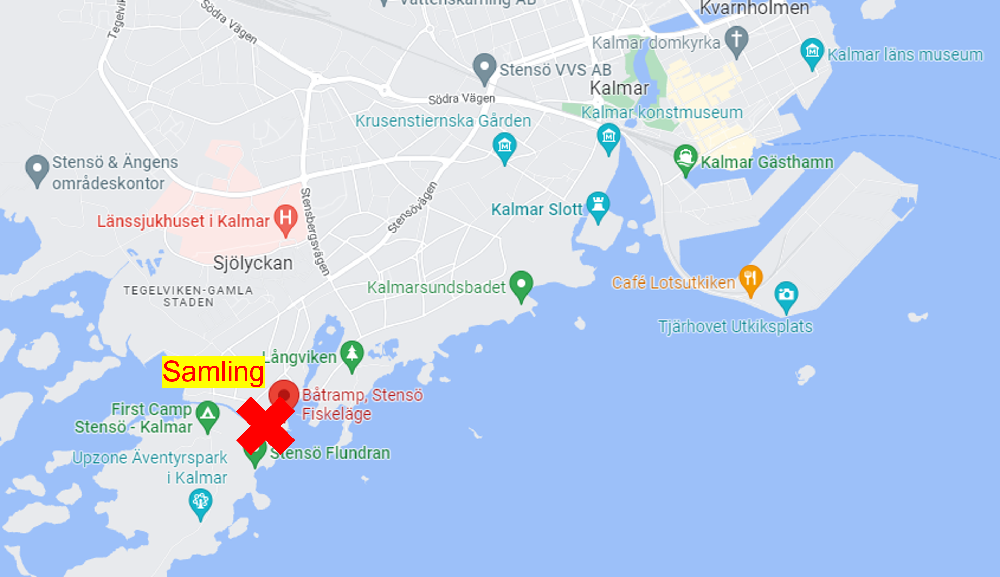 Vattenskärning AB
Kvarnholmen
Södra Vägen
Kalmar domkyrka
Kalmar läns museum
Stensö VVS AB
Kalmar
Södra Vägen
Kalmar konstmuseum
Krusenstiernska Gården
Stensö & Ängens
områdeskontor
Kalmar Gästhamn
Länssjukhuset i Kalmar
H
Stensbergsvägen
Stensövägen
Kalmar Slott
Sjölyckan
TEGELVIKEN-GAMLA
STADEN
Kalmarsundsbadet
Café Lotsutkiken
Tjärhovet Utkiksplats
Långviken
Samling
Båtramp, Stensö
Fiskeläge
First Camp
Stensö - Kalmar
Stensö Flundran
Upzone Äventyrspark
i Kalmar